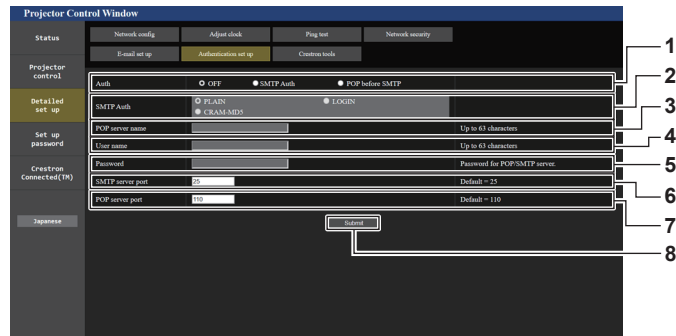 Projector Control Window
Status
Network config Adjust clock Ping test Network security
E-mail set up Authentication set up Crestron tools
Projector control
Detailed set up
Set up password
Crestron Connected(TM)
Japanese
Auth OFF SMTP Auth POP before SMTP
SMTP Auth PLAIN LOGIN
CRAM-MD5
POP server name Up to 63 characters
User name Up to 63 characters
Password Password for POP/SMTP server.
SMTP server port 25 Default = 25
POP server port 110 Default = 110
Submit
1
2
3
4
5
6
7
8